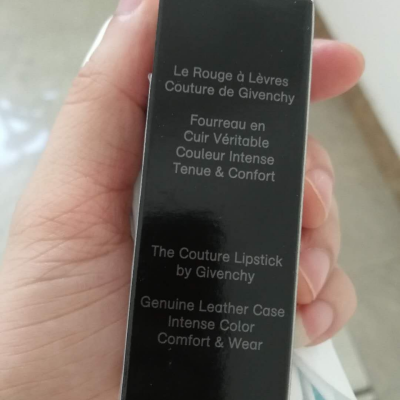 Le Rouge à Lèvres
Couture de Givenchy
Fourreau en
Cuir Véritable
Couleur Intense
Tenue & Confort
The Couture Lipstick
by Givenchy
Genuine Leather Case
Intense Color
Comfort & Wear